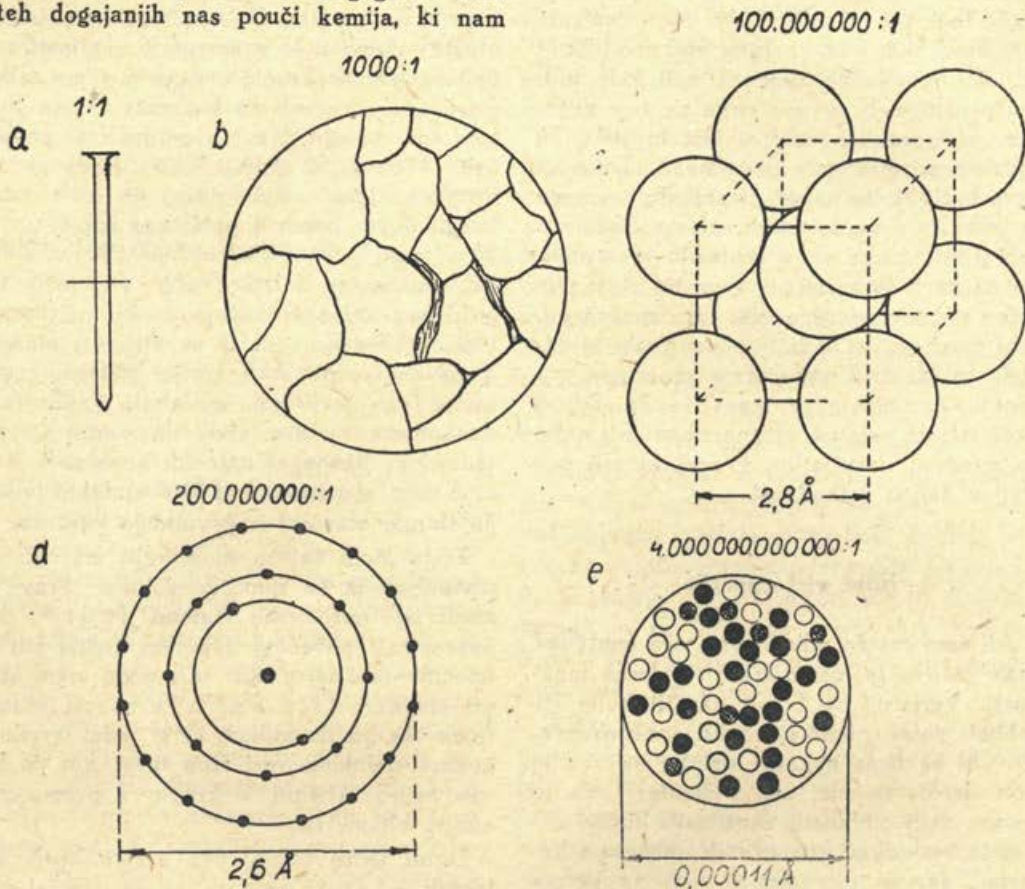 teh dogajanjih nas pouči kemija, ki nam
1:1
a
1000:1
b
100.000 000 :1
2,8 Å
200 000 000:1
d
2,6 Å
4.000 000 000 000:1
e
0,00011 Å